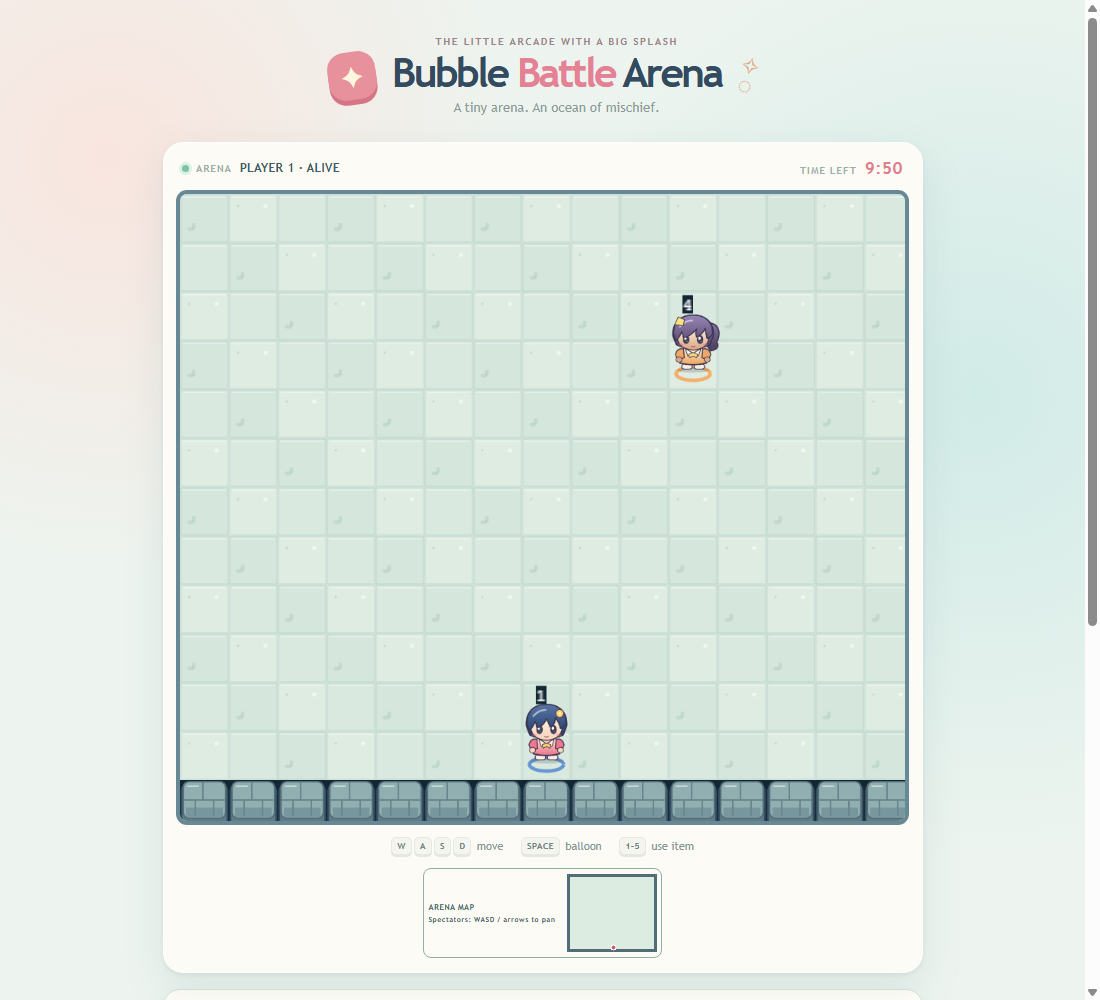 THE LITTLE ARCADE WITH A BIG SPLASH
Bubble Battle Arena
A tiny arena. An ocean of mischief.
ARENA PLAYER 1 · ALIVE
TIME LEFT 9:50
4
1
W A S D move SPACE balloon 1-5 use item
ARENA MAP
Spectators: WASD / arrows to pan